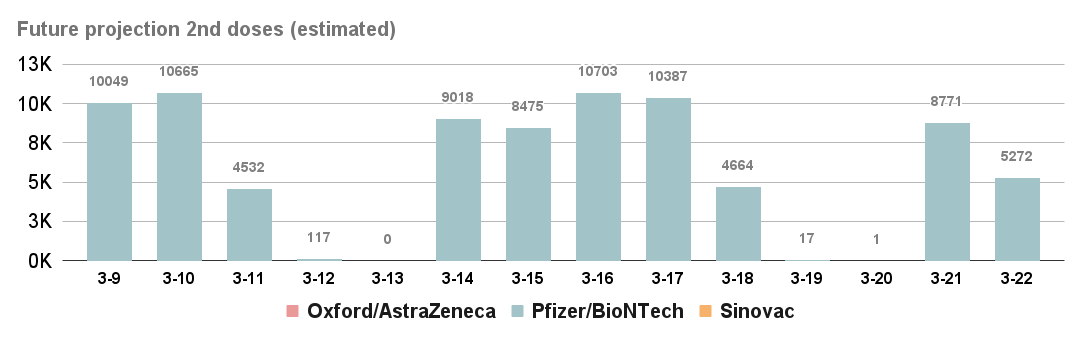 Future projection 2nd doses (estimated)
13K
10K
8K
5K
3K
0K
10049
10665
4532
117
0
9018
8475
10703
10387
4664
17
1
8771
5272
3-9 3-10 3-11 3-12 3-13 3-14 3-15 3-16 3-17 3-18 3-19 3-20 3-21 3-22
Oxford/AstraZeneca Pfizer/BioNTech Sinovac